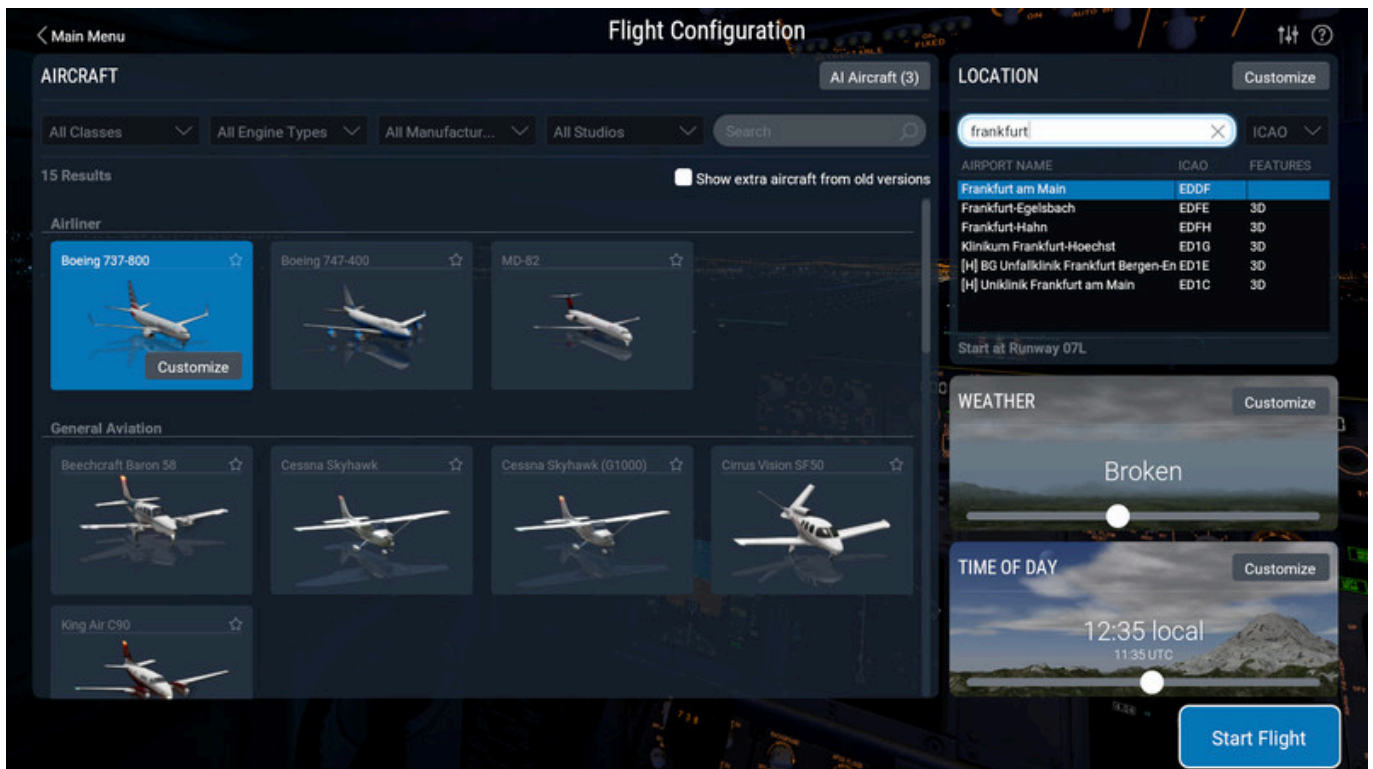 Main Menu
Flight Configuration
AIRCRAFT
AI Aircraft (3)
All Classes
All Engine Types
All Manufactur...
All Studios
Search
15 Results
Show extra aircraft from old versions
Airliner
Boeing 737-800
Boeing 747-400
MD-82
Customize
General Aviation
Beechcraft Baron 58
Cessna Skyhawk
Cessna Skyhawk (G1000)
Cirrus Vision SF50
King Air C90
LOCATION
Customize
frankfurt
ICAO
AIRPORT NAME ICAO FEATURES
Frankfurt am Main EDDF
Frankfurt-Egelsbach EDFE 3D
Frankfurt-Hahn EDFH 3D
Klinikum Frankfurt-Hoechst ED1G 3D
[H] BG Unfallklinik Frankfurt Bergen-En ED1E 3D
[H] Uniklinik Frankfurt am Main ED1C 3D
Start at Runway 07L
WEATHER
Customize
Broken
TIME OF DAY
Customize
12:35 local
11:35 UTC
Start Flight